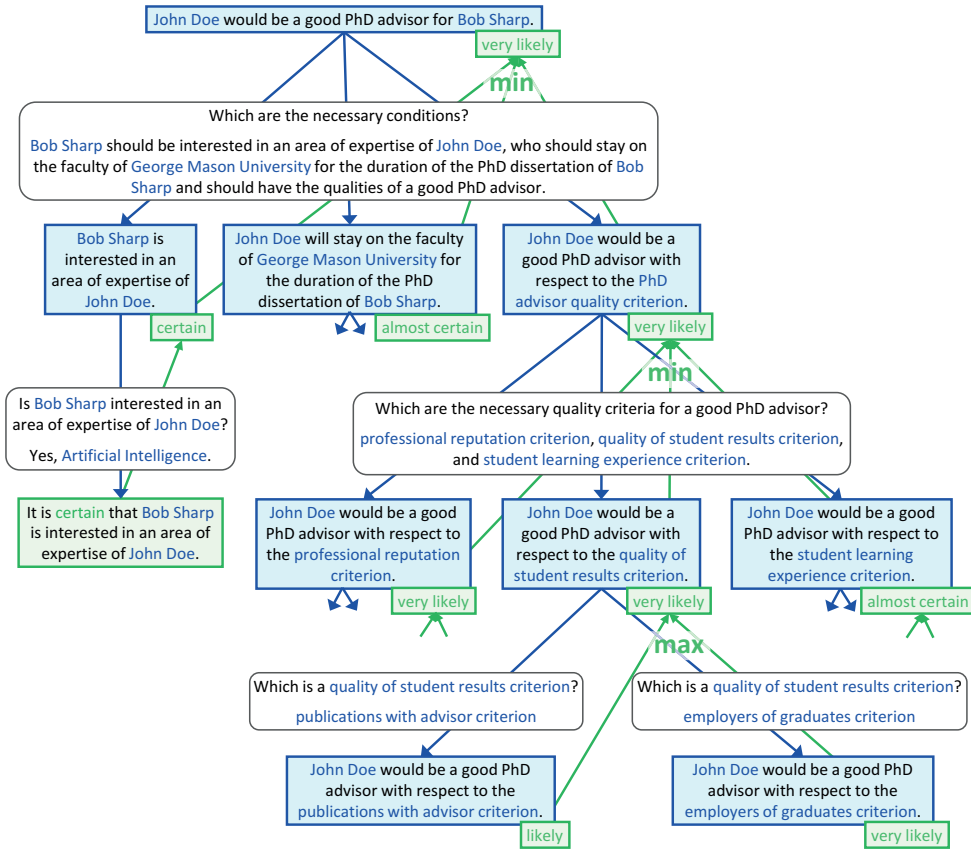 John Doe would be a good PhD advisor for Bob Sharp.
very likely
min
Which are the necessary conditions?
Bob Sharp should be interested in an area of expertise of John Doe, who should stay on
the faculty of George Mason University for the duration of the PhD dissertation of Bob
Sharp and should have the qualities of a good PhD advisor.
Bob Sharp is
interested in an
area of expertise of
John Doe.
certain
John Doe will stay on the faculty
of George Mason University for
the duration of the PhD
dissertation of Bob Sharp.
almost certain
John Doe would be a
good PhD advisor with
respect to the PhD
advisor quality criterion.
very likely
min
Is Bob Sharp interested in an
area of expertise of John Doe?
Yes, Artificial Intelligence.
Which are the necessary quality criteria for a good PhD advisor?
professional reputation criterion, quality of student results criterion,
and student learning experience criterion.
It is certain that Bob Sharp
is interested in an area of
expertise of John Doe.
John Doe would be a good
PhD advisor with respect to
the professional reputation
criterion.
very likely
John Doe would be a
good PhD advisor with
respect to the quality of
student results criterion.
very likely
John Doe would be a good
PhD advisor with respect to
the student learning
experience criterion.
almost certain
max
Which is a quality of student results criterion?
publications with advisor criterion
Which is a quality of student results criterion?
employers of graduates criterion
John Doe would be a good PhD
advisor with respect to the
publications with advisor criterion.
likely
John Doe would be a good PhD
advisor with respect to the
employers of graduates criterion.
very likely